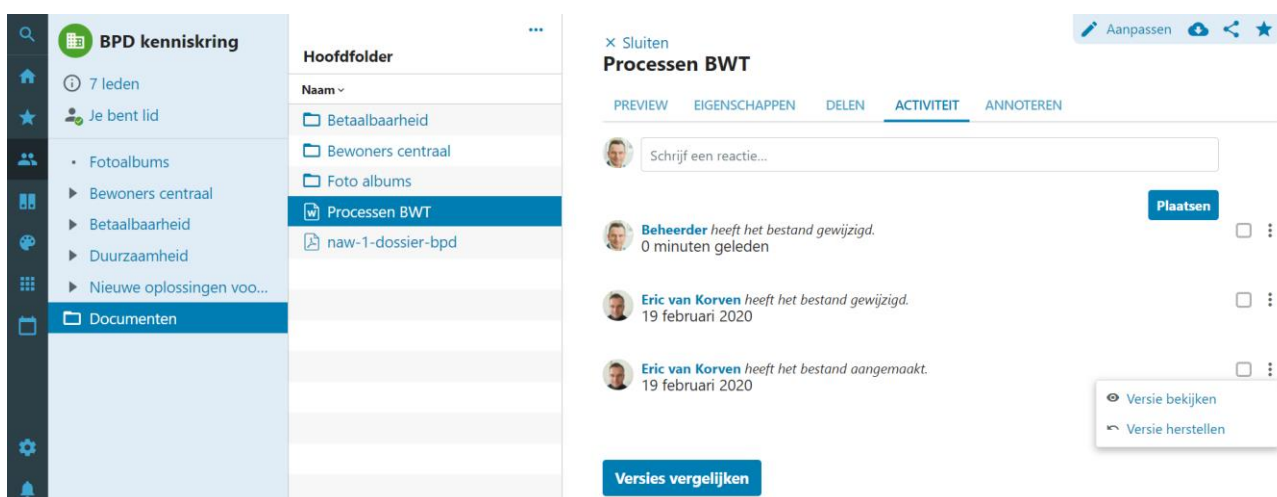 BPD kenniskring
7 leden
Je bent lid
Fotoalbums
Bewoners centraal
Betaalbaarheid
Duurzaamheid
Nieuwe oplossingen voo...
Documenten
Hoofdfolder
Naam
Betaalbaarheid
Bewoners centraal
Foto albums
Processen BWT
naw-1-dossier-bpd
Aanpassen
× Sluiten
Processen BWT
PREVIEW EIGENSCHAPPEN DELEN ACTIVITEIT ANNOTEREN
Schrijf een reactie...
Plaatsen
Beheerder heeft het bestand gewijzigd.
0 minuten geleden
Eric van Korven heeft het bestand gewijzigd.
19 februari 2020
Eric van Korven heeft het bestand aangemaakt.
19 februari 2020
Versie bekijken
Versie herstellen
Versies vergelijken